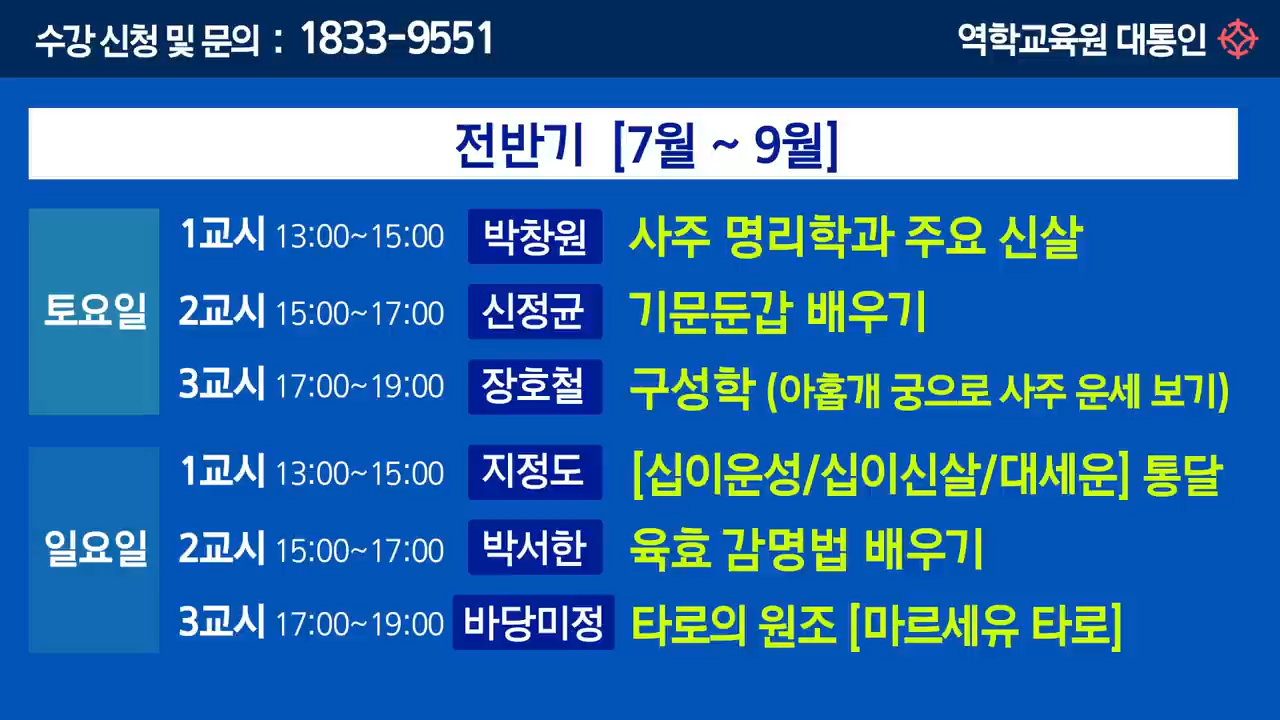 수강 신청 및 문의 : 1833-9551
역학교육원 대통인
전반기 [7월 ~ 9월]
토요일
1교시 13:00~15:00 박창원 사주 명리학과 주요 신살
2교시 15:00~17:00 신정균 기문둔갑 배우기
3교시 17:00~19:00 장호철 구성학 (아홉개 궁으로 사주 운세 보기)
일요일
1교시 13:00~15:00 지정도 [십이운성/십이신살/대세운] 통달
2교시 15:00~17:00 박서한 육효 감명법 배우기
3교시 17:00~19:00 바당미정 타로의 원조 [마르세유 타로]